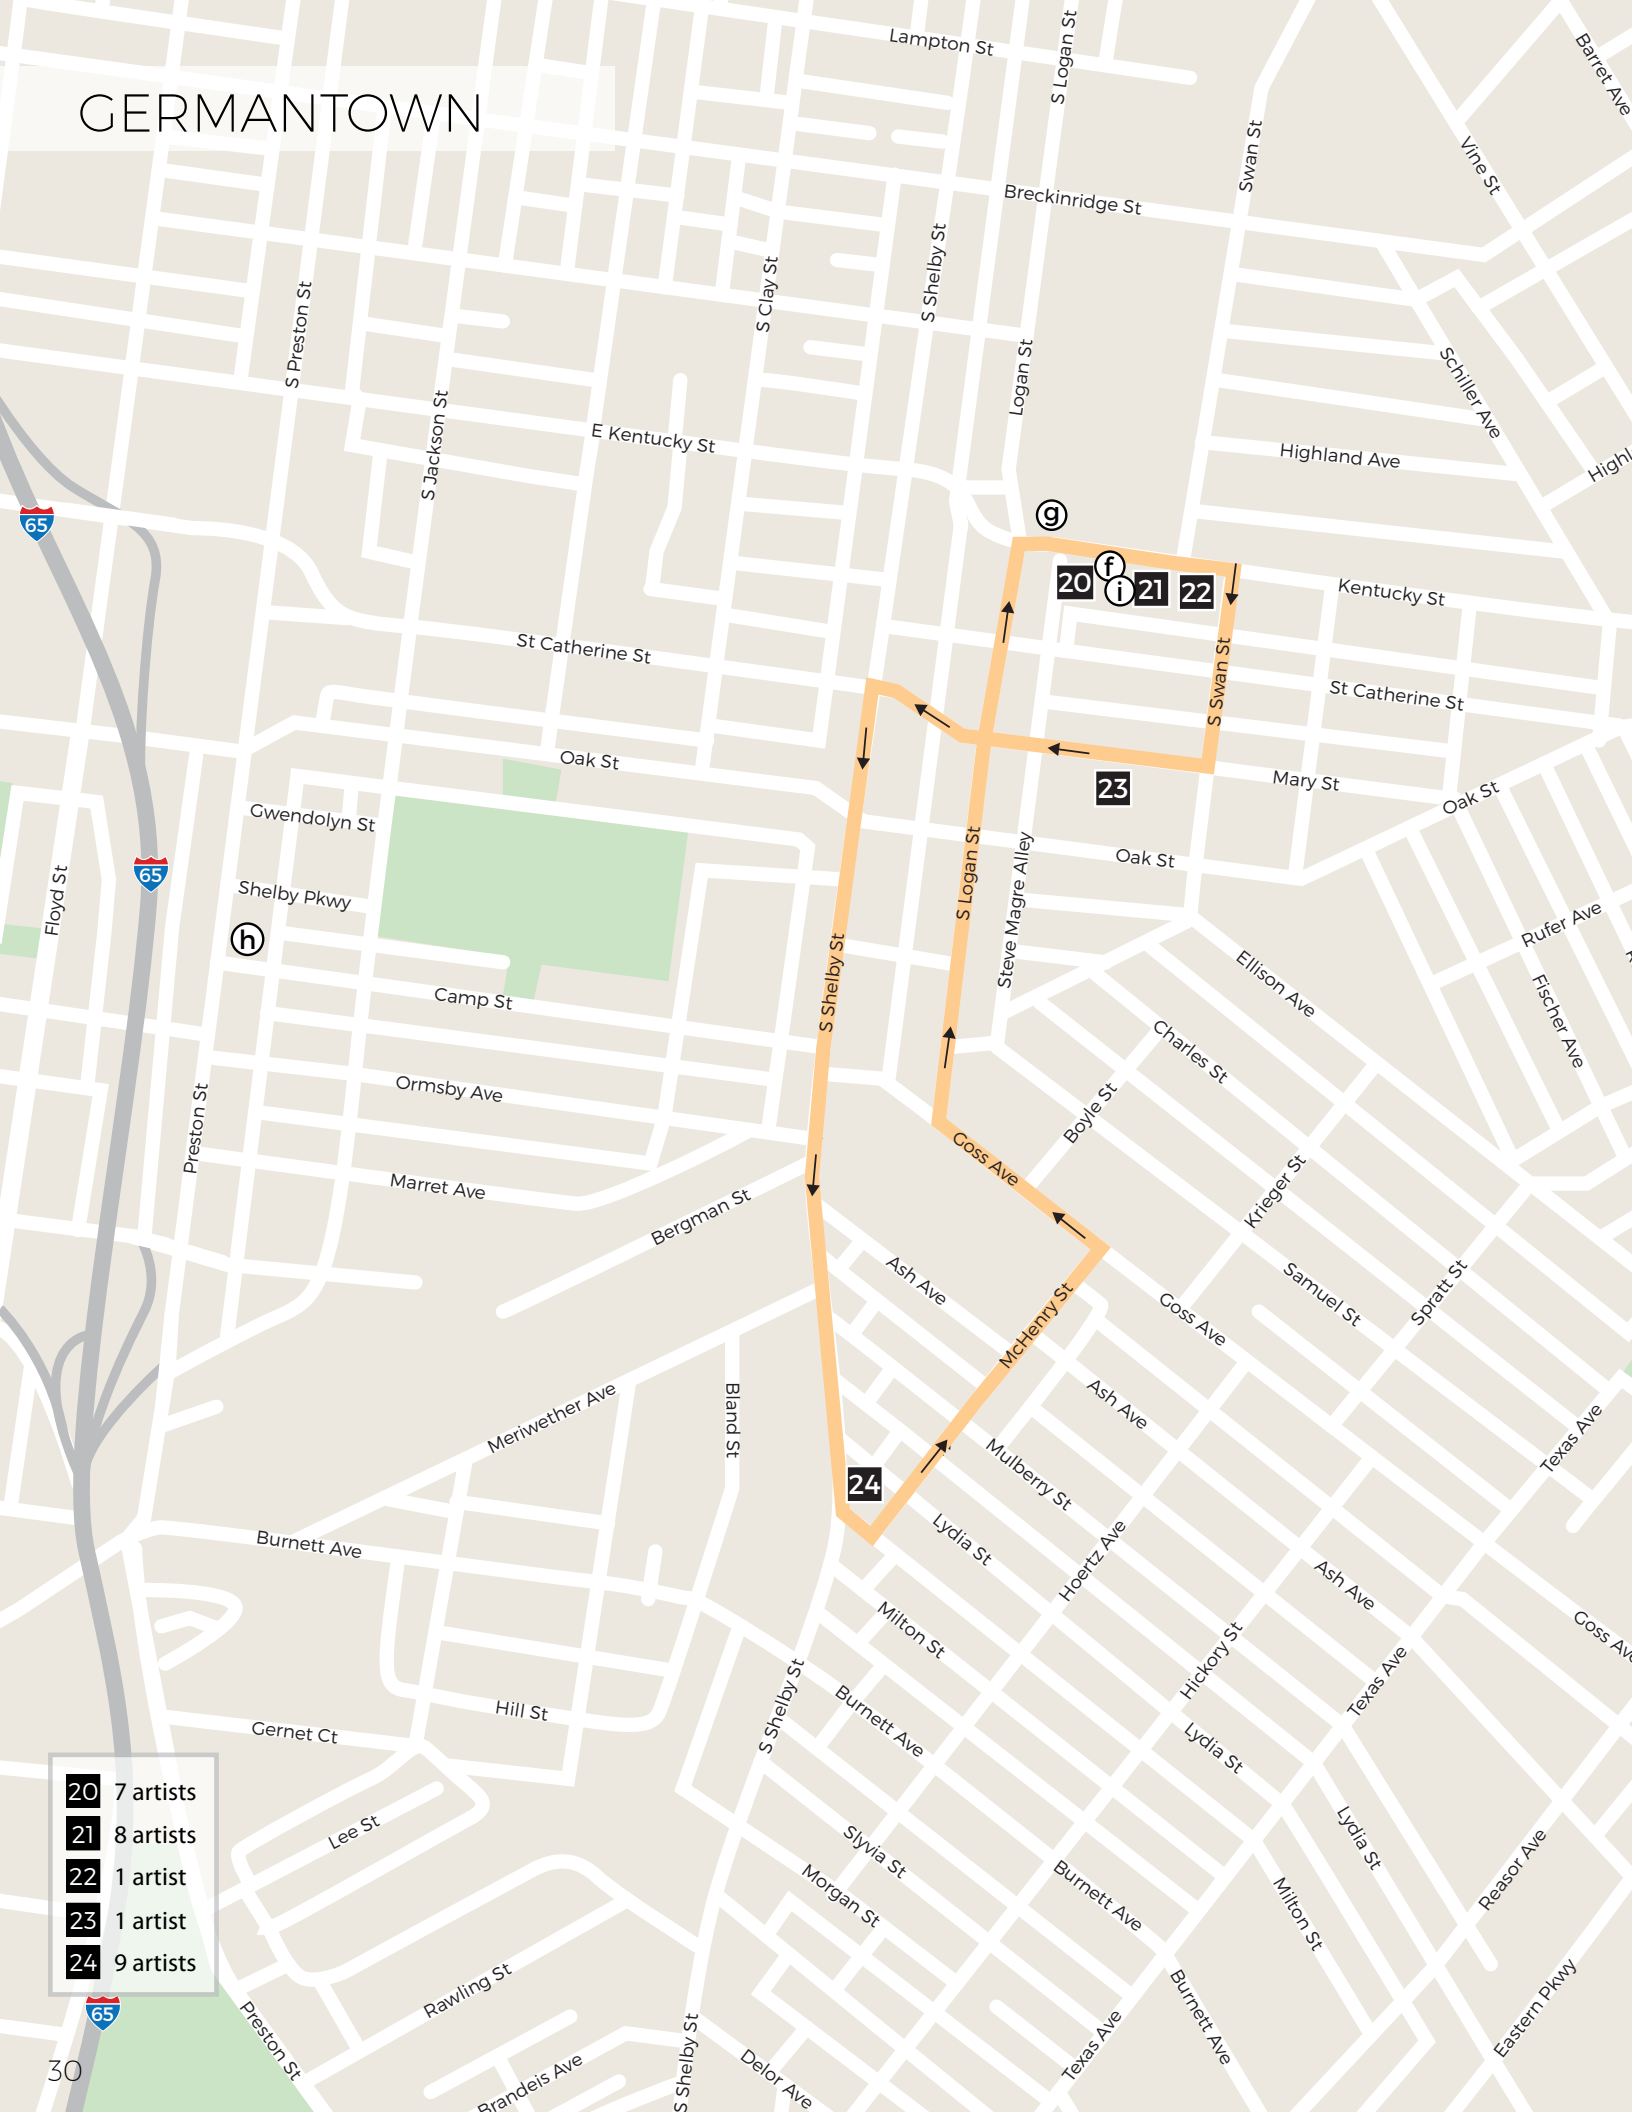 Lampton St
S Logan St
Barret Ave
GERMANTOWN
Swan St
Vine St
Breckinridge St
S Shelby St
S Clay St
S Preston St
Logan St
Schiller Ave
S Jackson St
E Kentucky St
Highland Ave
Highl
65
g
f
20
i
21
22
Kentucky St
St Catherine St
S Swan St
St Catherine St
Oak St
Mary St
23
Oak St
Gwendolyn St
Oak St
65
Floyd St
Shelby Pkwy
S Logan St
Steve Magre Alley
h
Rufer Ave
S Shelby St
Ellison Ave
Camp St
Fischer Ave
Charles St
Ormsby Ave
Boyle St
Preston St
Goss Ave
Marret Ave
Krieger St
Bergman St
Ash Ave
Samuel St
Spratt St
McHenry St
Goss Ave
Meriwether Ave
Bland St
Ash Ave
Texas Ave
Mulberry St
24
Burnett Ave
Lydia St
Hoertz Ave
Ash Ave
Milton St
Goss Ave
Hickory St
Texas Ave
S Shelby St
Hill St
Burnett Ave
Gernet Ct
Lydia St
20 7 artists
21 8 artists
22 1 artist
23 1 artist
24 9 artists
Lee St
Slyvia St
Lydia St
Morgan St
Burnett Ave
Reasor Ave
Milton St
Rawling St
65
Preston St
Burnett Ave
Eastern Pkwy
Texas Ave
S Shelby St
30
Brandeis Ave
Delor Ave